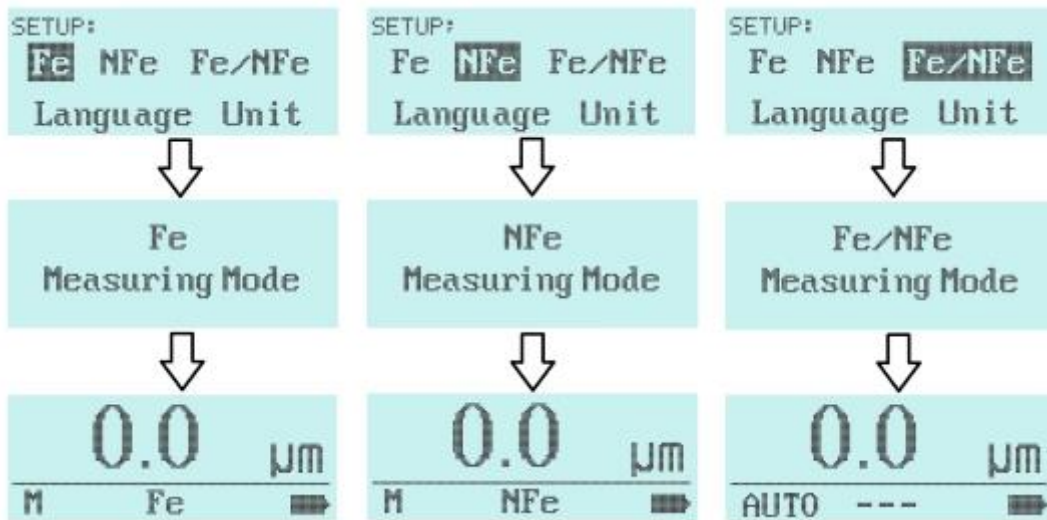 SETUP:
Fe NFe Fe/NFe
Language Unit
Fe
Measuring Mode
0.0 µm
M Fe
SETUP:
Fe NFe Fe/NFe
Language Unit
NFe
Measuring Mode
0.0 µm
M NFe
SETUP:
Fe NFe Fe/NFe
Language Unit
Fe/NFe
Measuring Mode
0.0 µm
AUTO ---